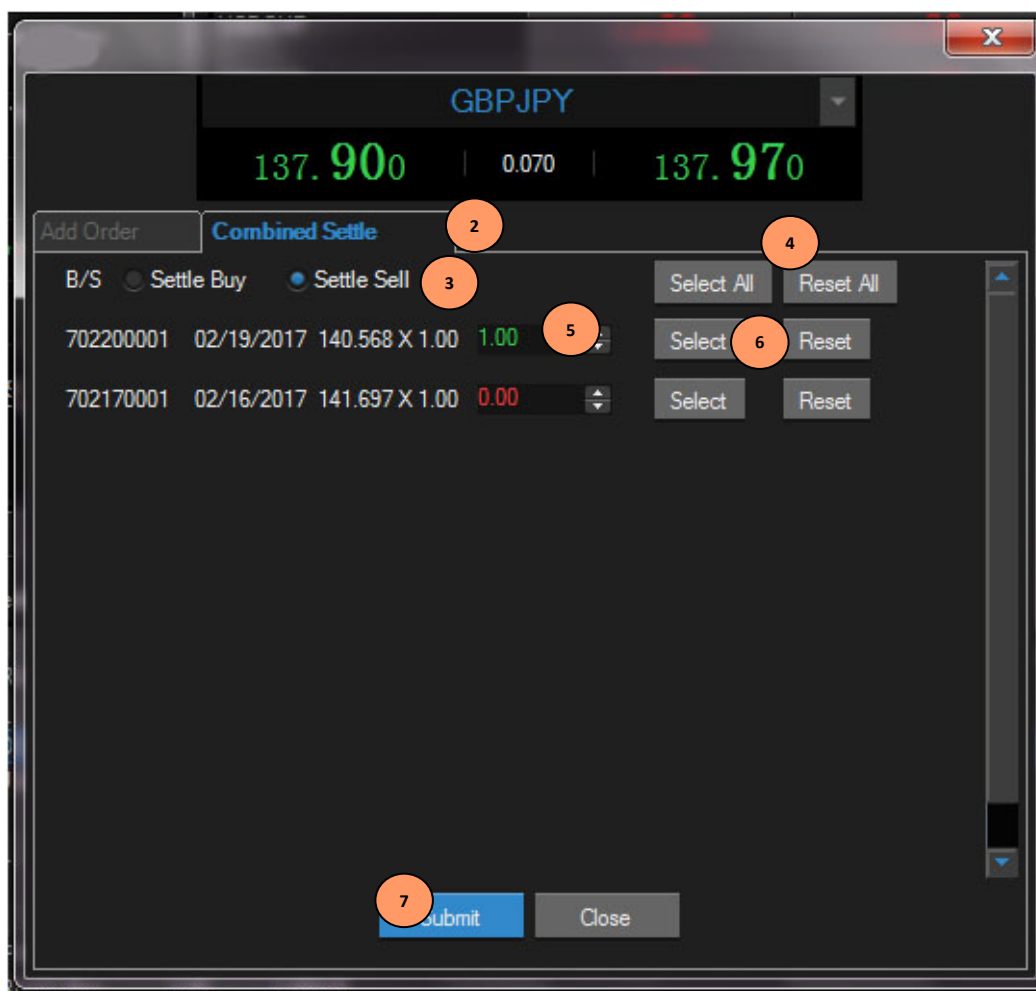 GBPJPY
137.900 0.070 137.970
Add Order Combined Settle 2
4
B/S Settle Buy Settle Sell 3 Select All Reset All
702200001 02/19/2017 140.568 X 1.00 1.00 5 Select 6 Reset
702170001 02/16/2017 141.697 X 1.00 0.00 Select Reset
7
Submit Close